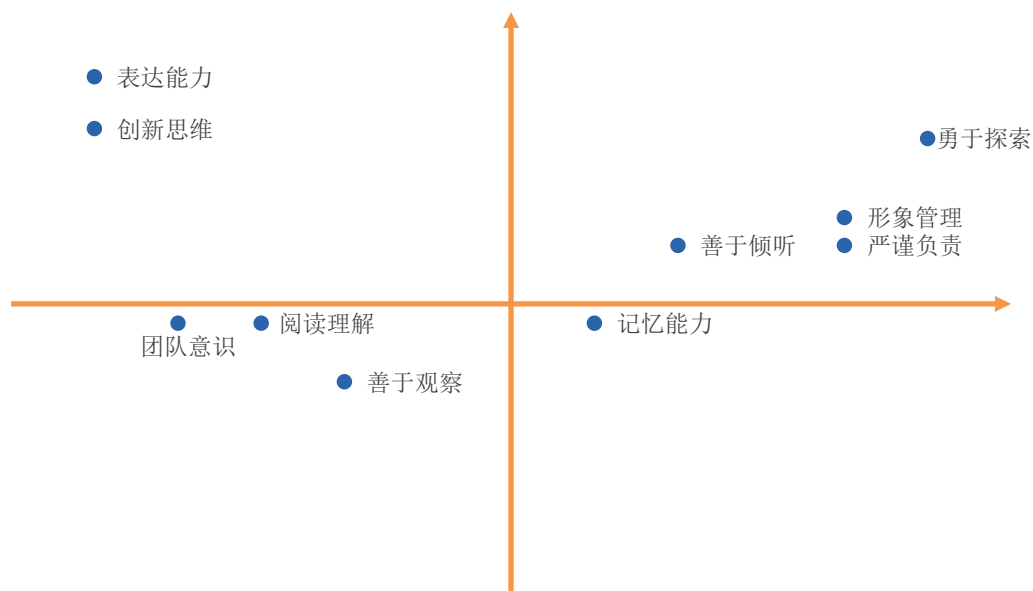 表达能力
创新思维
勇于探索
形象管理
善于倾听
严谨负责
阅读理解
记忆能力
团队意识
善于观察